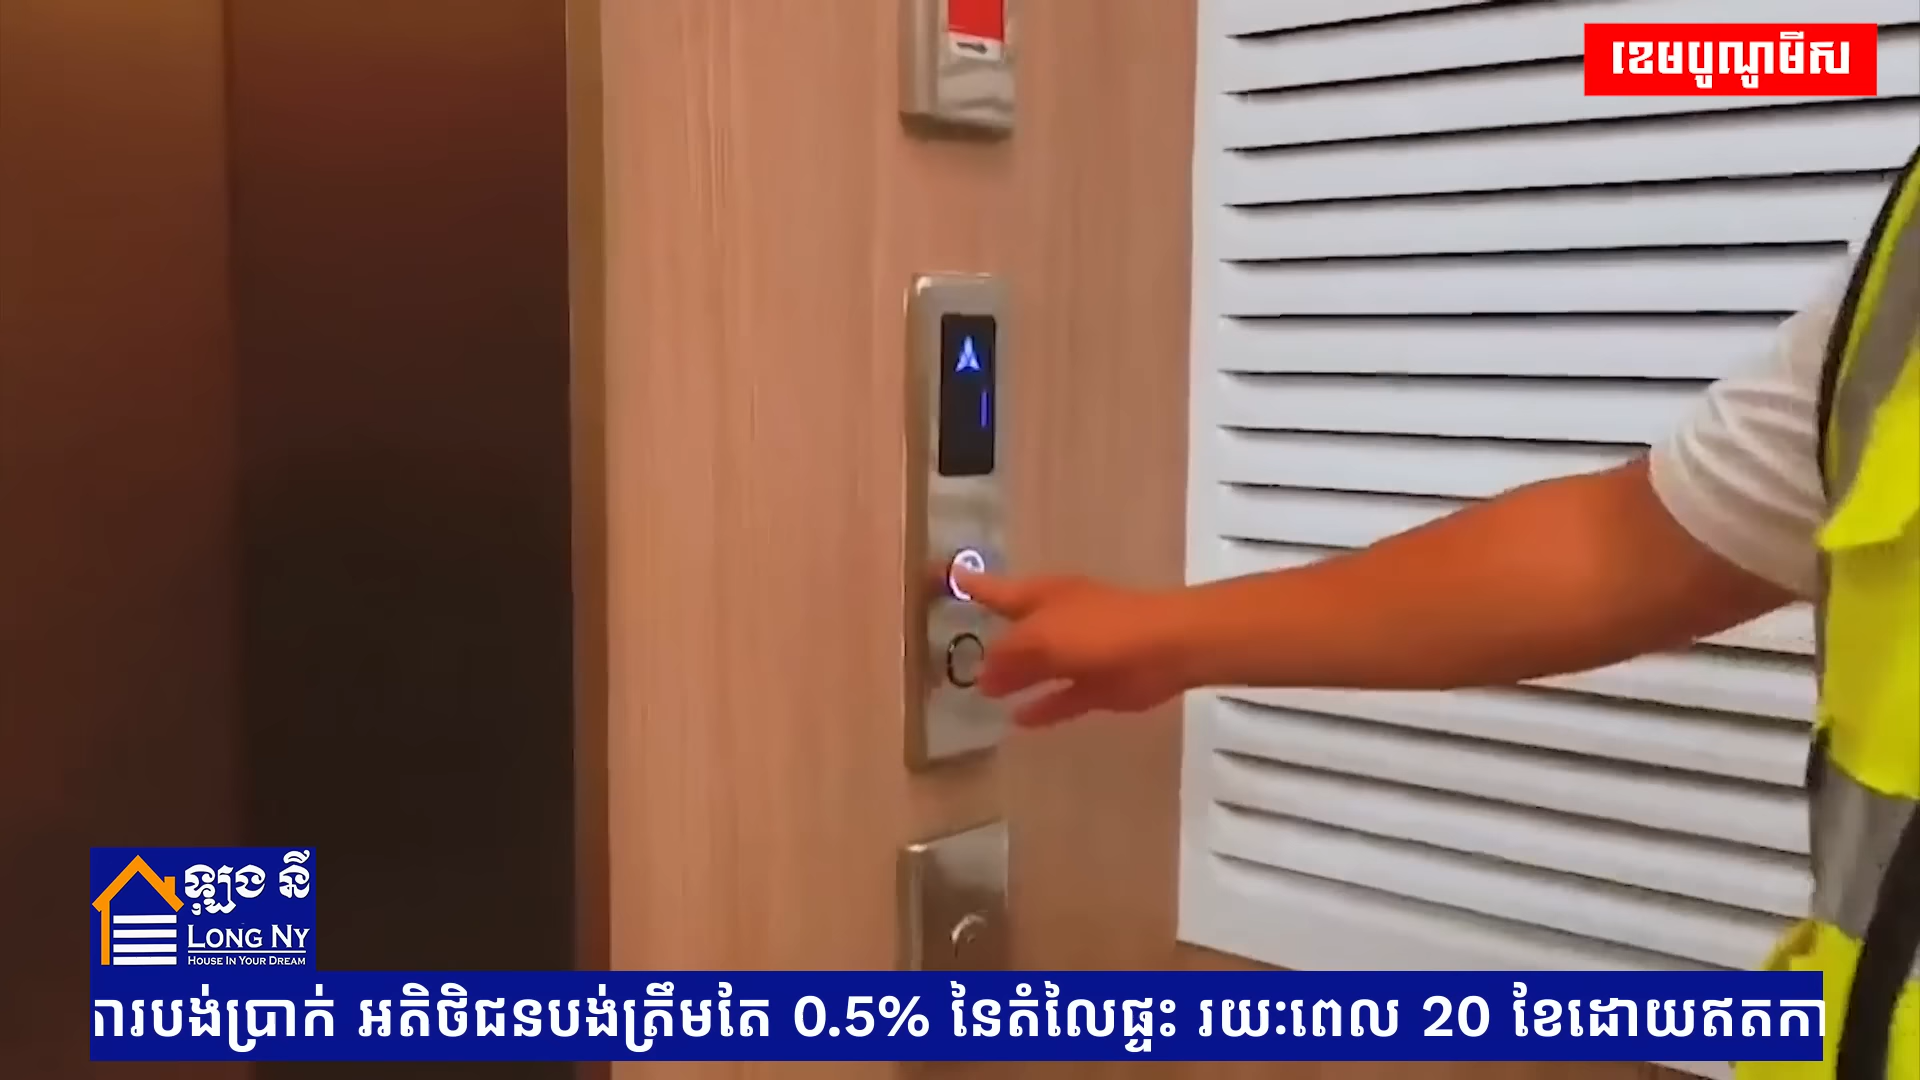 ខេមបូណូមីស
ឡុង នី
LONG NY
HOUSE IN YOUR DREAM
ការបង់ប្រាក់ អតិថិជនបង់ត្រឹមតែ 0.5% នៃតំលៃផ្ទះ រយៈពេល 20 ខែដោយឥតកា